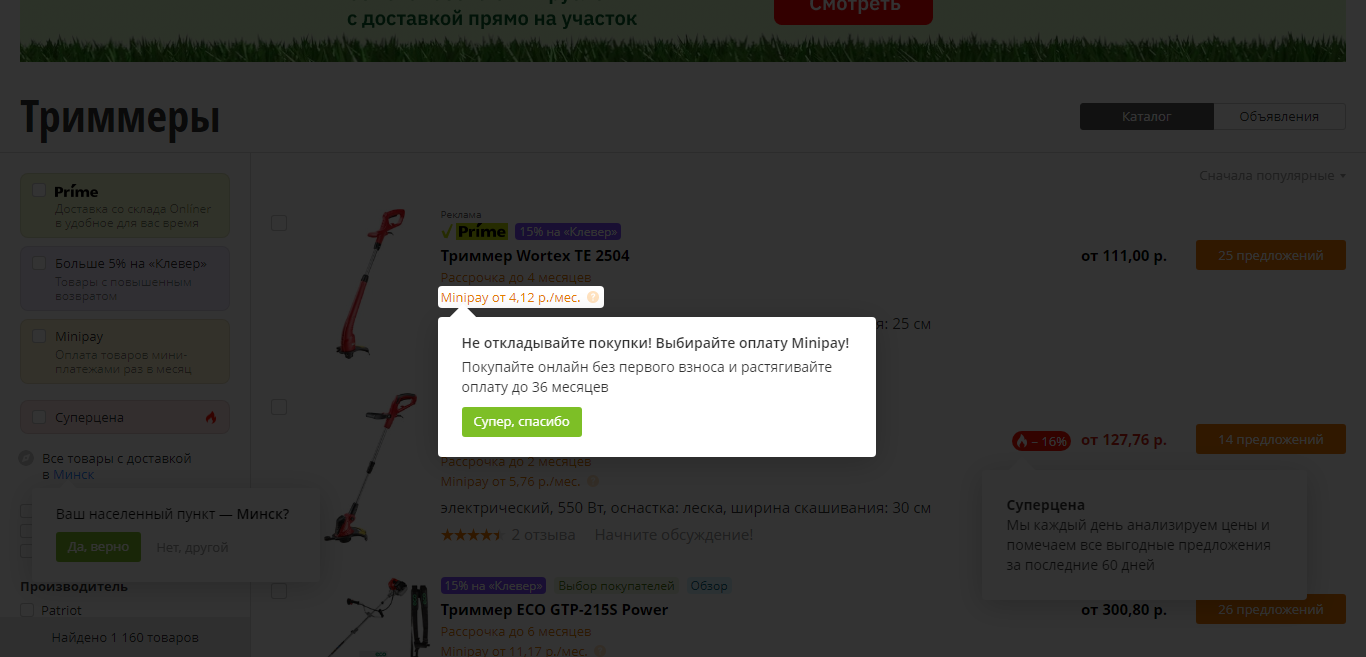 с доставкой прямо на участок
Смотреть
Триммеры
Каталог
Объявления
Сначала популярные
Prime
Доставка со склада Onliner
в удобное для вас время
Больше 5% на «Клевер»
Товары с повышенным
возвратом
Minipay
Оплата товаров мини-
платежами раз в месяц
Суперцена
Все товары с доставкой
в Минск
Ваш населенный пункт — Минск?
Да, верно
Нет, другой
Производитель
Patriot
Найдено 1 160 товаров
Реклама
Prime 15% на «Клевер»
Триммер Wortex TE 2504
Рассрочка до 4 месяцев
Minipay от 4,12 р./мес. ?
я: 25 см
от 111,00 р.
25 предложений
Не откладывайте покупки! Выбирайте оплату Minipay!
Покупайте онлайн без первого взноса и растягивайте
оплату до 36 месяцев
Супер, спасибо
Рассрочка до 2 месяцев
Minipay от 5,76 р./мес.
электрический, 550 Вт, оснастка: леска, ширина скашивания: 30 см
2 отзыва Начните обсуждение!
– 16% от 127,76 р.
14 предложений
Суперцена
Мы каждый день анализируем цены и
помечаем все выгодные предложения
за последние 60 дней
15% на «Клевер» Выбор покупателей Обзор
Триммер ECO GTP-215S Power
Рассрочка до 6 месяцев
Minipay от 11,17 р./мес.
от 300,80 р.
26 предложений